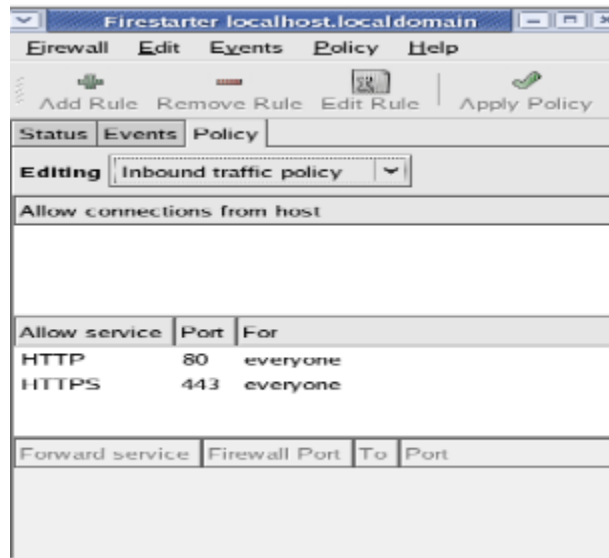 Firestarter localhost.localdomain
Firewall Edit Events Policy Help
Add Rule Remove Rule Edit Rule Apply Policy
Status Events Policy
Editing Inbound traffic policy
Allow connections from host
Allow service Port For
HTTP 80 everyone
HTTPS 443 everyone
Forward service Firewall Port To Port